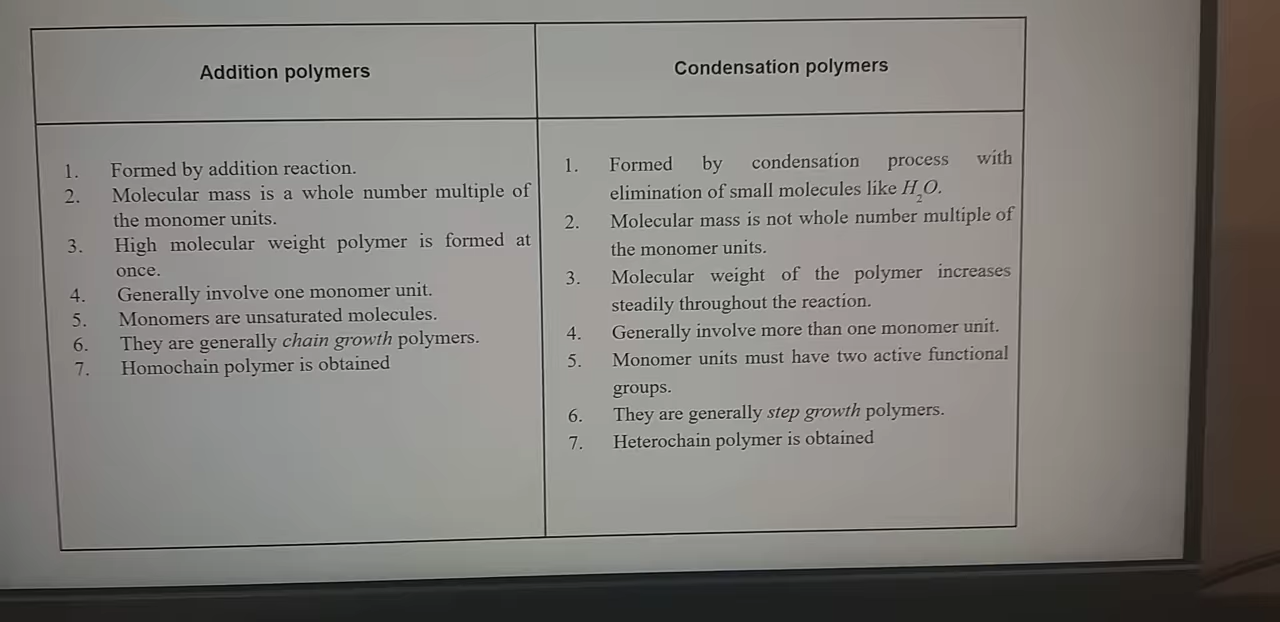 Addition polymers
Condensation polymers
1. Formed by addition reaction.
2. Molecular mass is a whole number multiple of
the monomer units.
3. High molecular weight polymer is formed at
once.
4. Generally involve one monomer unit.
5. Monomers are unsaturated molecules.
6. They are generally chain growth polymers.
7. Homochain polymer is obtained
1. Formed by condensation process with
elimination of small molecules like H₂O.
2. Molecular mass is not whole number multiple of
the monomer units.
3. Molecular weight of the polymer increases
steadily throughout the reaction.
4. Generally involve more than one monomer unit.
5. Monomer units must have two active functional
groups.
6. They are generally step growth polymers.
7. Heterochain polymer is obtained